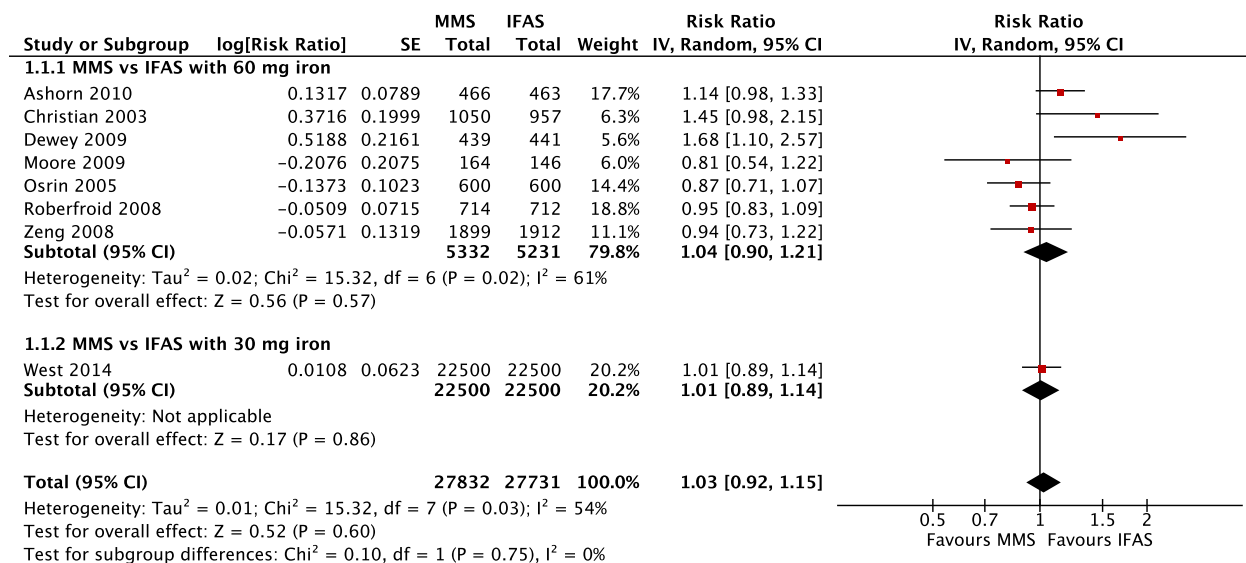 MMS IFAS Risk Ratio Risk Ratio
Study or Subgroup log[Risk Ratio] SE Total Total Weight IV, Random, 95% CI IV, Random, 95% CI
1.1.1 MMS vs IFAS with 60 mg iron
Ashorn 2010 0.1317 0.0789 466 463 17.7% 1.14 [0.98, 1.33]
Christian 2003 0.3716 0.1999 1050 957 6.3% 1.45 [0.98, 2.15]
Dewey 2009 0.5188 0.2161 439 441 5.6% 1.68 [1.10, 2.57]
Moore 2009 −0.2076 0.2075 164 146 6.0% 0.81 [0.54, 1.22]
Osrin 2005 −0.1373 0.1023 600 600 14.4% 0.87 [0.71, 1.07]
Roberfroid 2008 −0.0509 0.0715 714 712 18.8% 0.95 [0.83, 1.09]
Zeng 2008 −0.0571 0.1319 1899 1912 11.1% 0.94 [0.73, 1.22]
Subtotal (95% CI) 5332 5231 79.8% 1.04 [0.90, 1.21]
Heterogeneity: Tau² = 0.02; Chi² = 15.32, df = 6 (P = 0.02); I² = 61%
Test for overall effect: Z = 0.56 (P = 0.57)
1.1.2 MMS vs IFAS with 30 mg iron
West 2014 0.0108 0.0623 22500 22500 20.2% 1.01 [0.89, 1.14]
Subtotal (95% CI) 22500 22500 20.2% 1.01 [0.89, 1.14]
Heterogeneity: Not applicable
Test for overall effect: Z = 0.17 (P = 0.86)
Total (95% CI) 27832 27731 100.0% 1.03 [0.92, 1.15]
Heterogeneity: Tau² = 0.01; Chi² = 15.32, df = 7 (P = 0.03); I² = 54%
Test for overall effect: Z = 0.52 (P = 0.60)
Test for subgroup differences: Chi² = 0.10, df = 1 (P = 0.75), I² = 0%
0.5 0.7 1 1.5 2
Favours MMS Favours IFAS